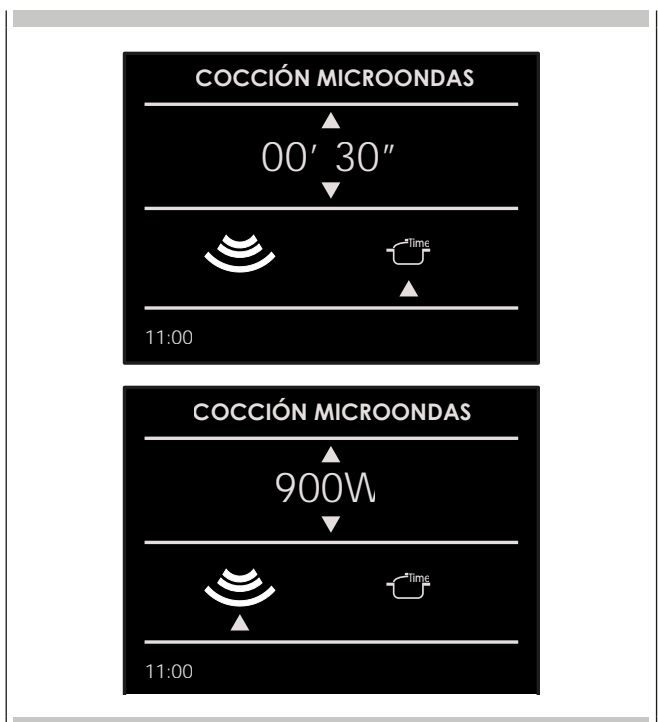 COCCIÓN MICROONDAS
00′ 30″
Time
11:00
COCCIÓN MICROONDAS
900W
Time
11:00